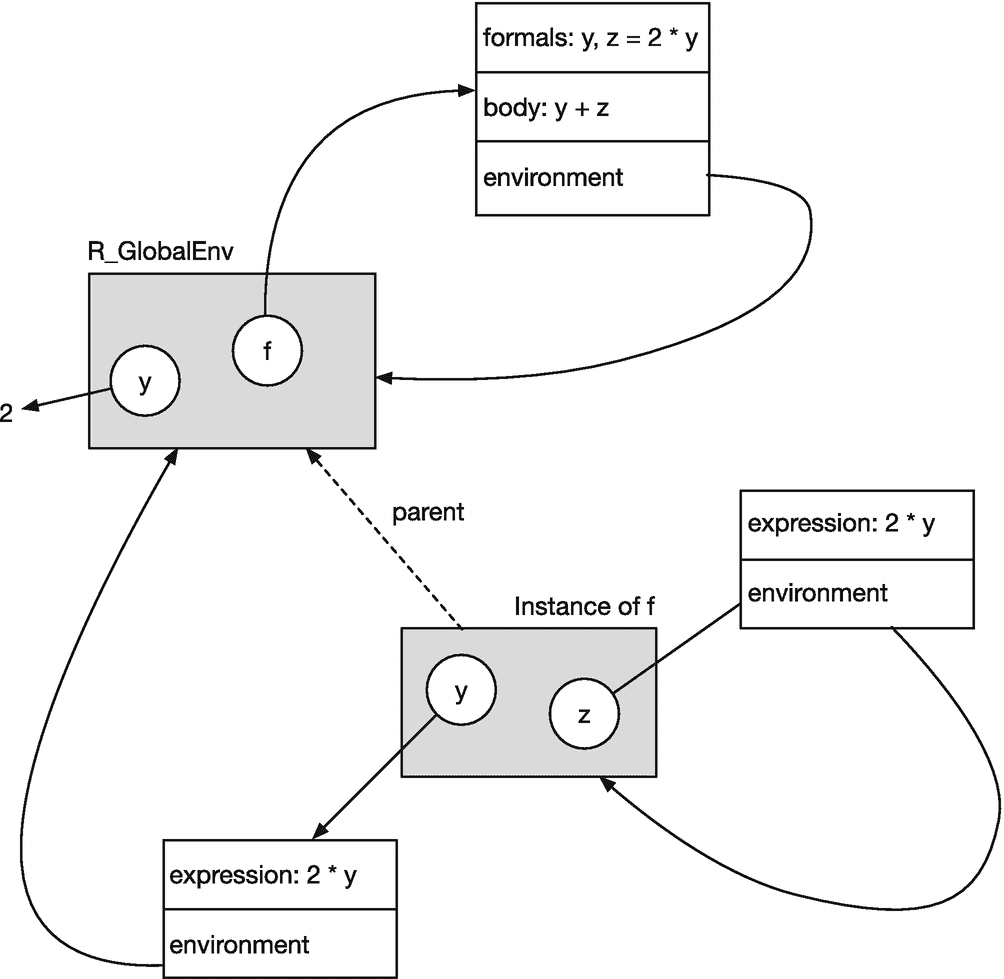 formals: y, z = 2 * y
body: y + z
environment
R_GlobalEnv
f
y
2
parent
expression: 2 * y
environment
Instance of f
y
z
expression: 2 * y
environment